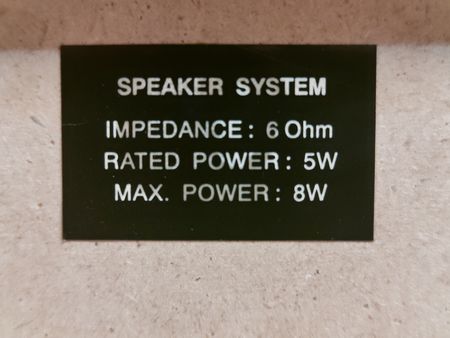 SPEAKER SYSTEM
IMPEDANCE: 6 Ohm
RATED POWER: 5W
MAX. POWER: 8W